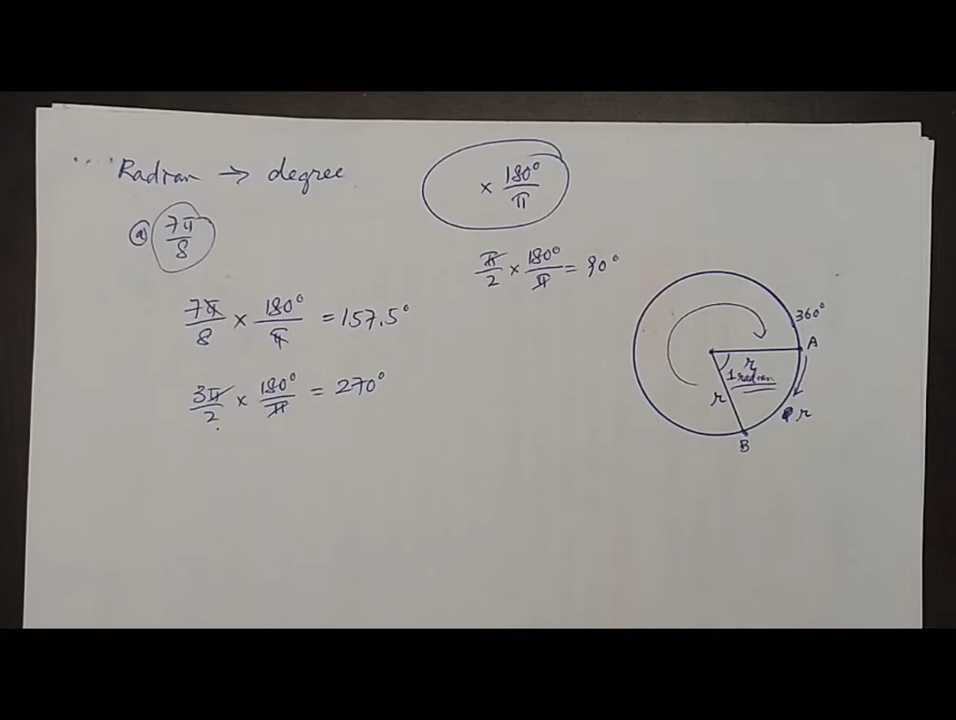 Radian → degree
× 180°/π
ⓐ 7π/8
π/2 × 180°/π = 90°
7π/8 × 180°/π = 157.5°
3π/2 × 180°/π = 270°
360°
A
r
1 radian
r
r
B